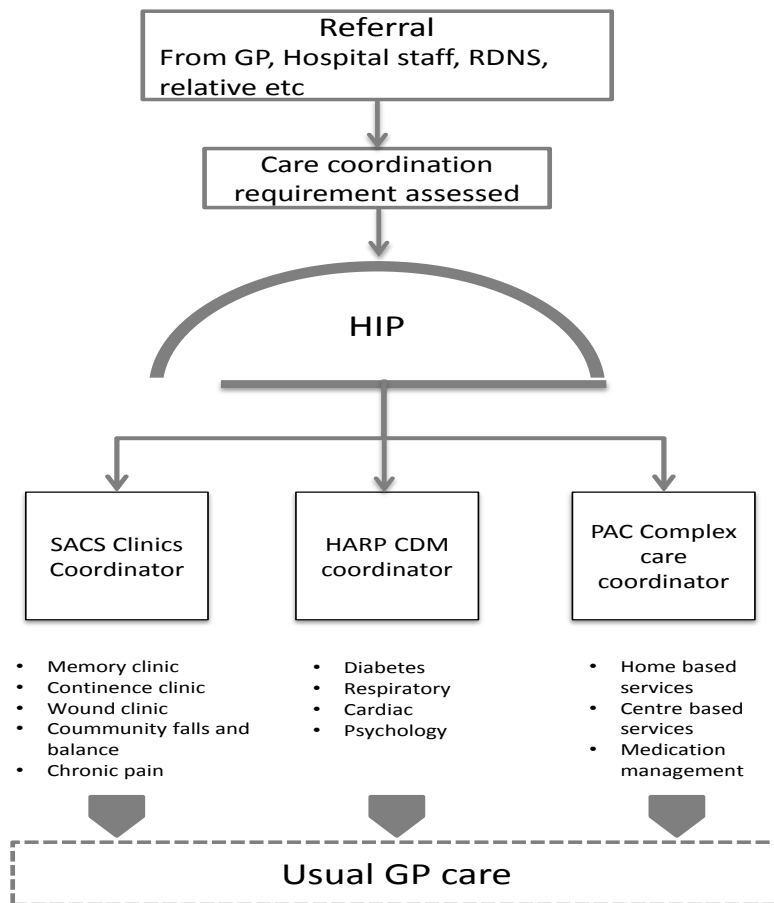 Referral
From GP, Hospital staff, RDNS,
relative etc
Care coordination
requirement assessed
HIP
SACS Clinics
Coordinator
HARP CDM
coordinator
PAC Complex
care
coordinator
• Memory clinic
• Continence clinic
• Wound clinic
• Coummunity falls and
balance
• Chronic pain
• Diabetes
• Respiratory
• Cardiac
• Psychology
• Home based
services
• Centre based
services
• Medication
management
Usual GP care